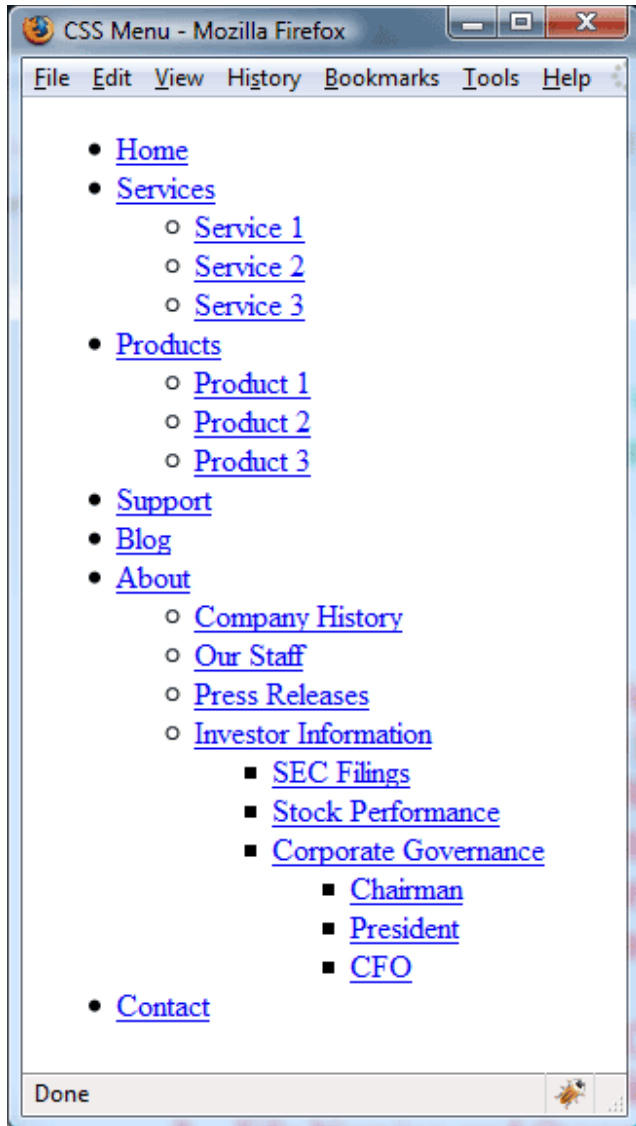 CSS Menu - Mozilla Firefox
File Edit View History Bookmarks Tools Help
Home
Services
Service 1
Service 2
Service 3
Products
Product 1
Product 2
Product 3
Support
Blog
About
Company History
Our Staff
Press Releases
Investor Information
SEC Filings
Stock Performance
Corporate Governance
Chairman
President
CFO
Contact
Done